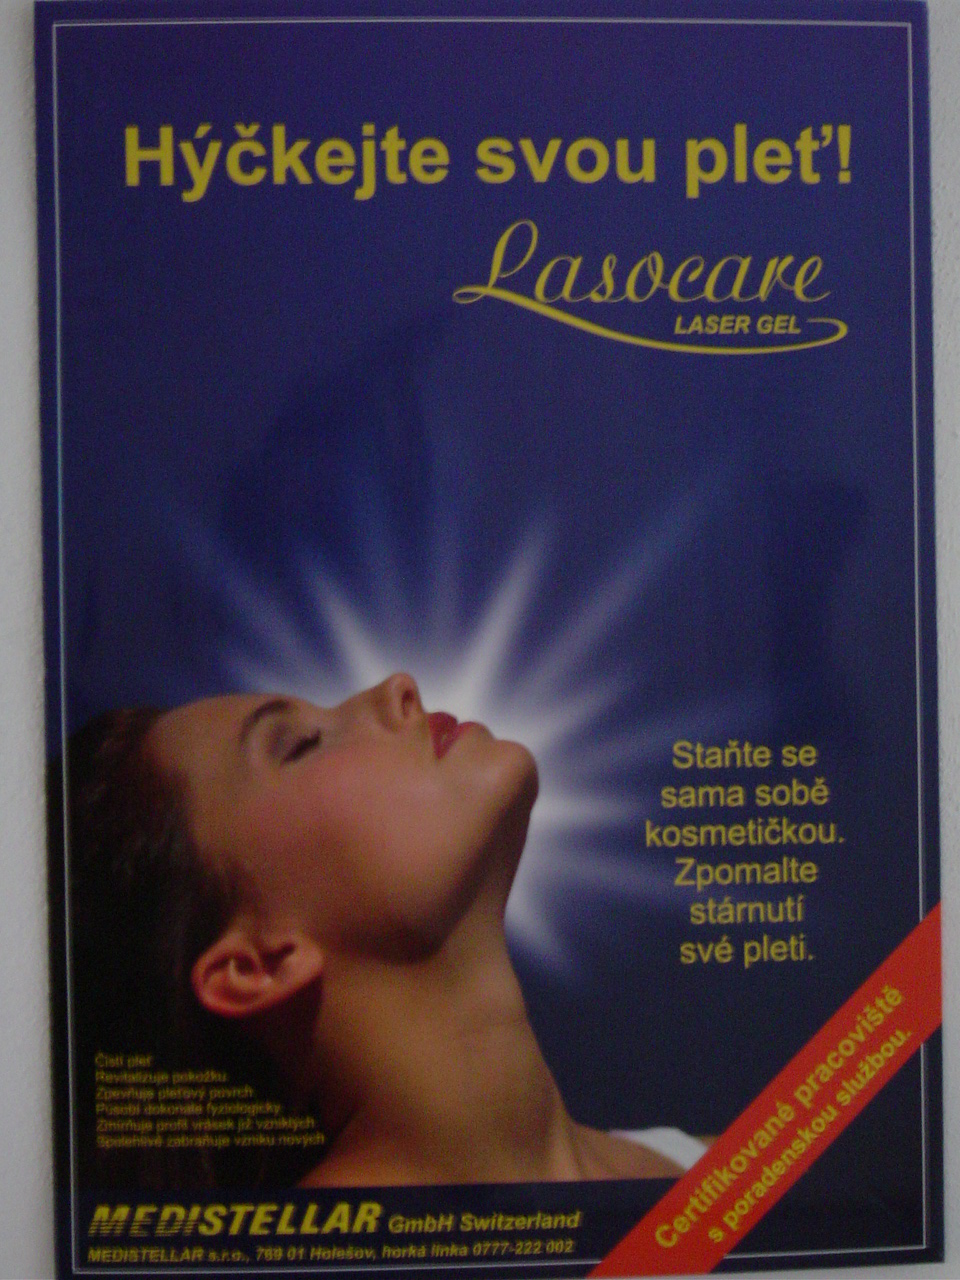 Hýčkejte svou pleť!
Lasocare
LASER GEL
Staňte se
sama sobě
kosmetičkou.
Zpomalte
stárnutí
své pleti.
Čistí pleť
Revitalizuje pokožku
Zpevňuje pleťový povrch
Působí dokonale fyziologicky
Zmírňuje profil vrásek již vzniklých
Spolehlivě zabraňuje vzniku nových
Certifikované pracoviště
s poradenskou službou.
MEDISTELLAR GmbH Switzerland
MEDISTELLAR s.r.o., 769 01 Holešov, horká linka 0777-222 002